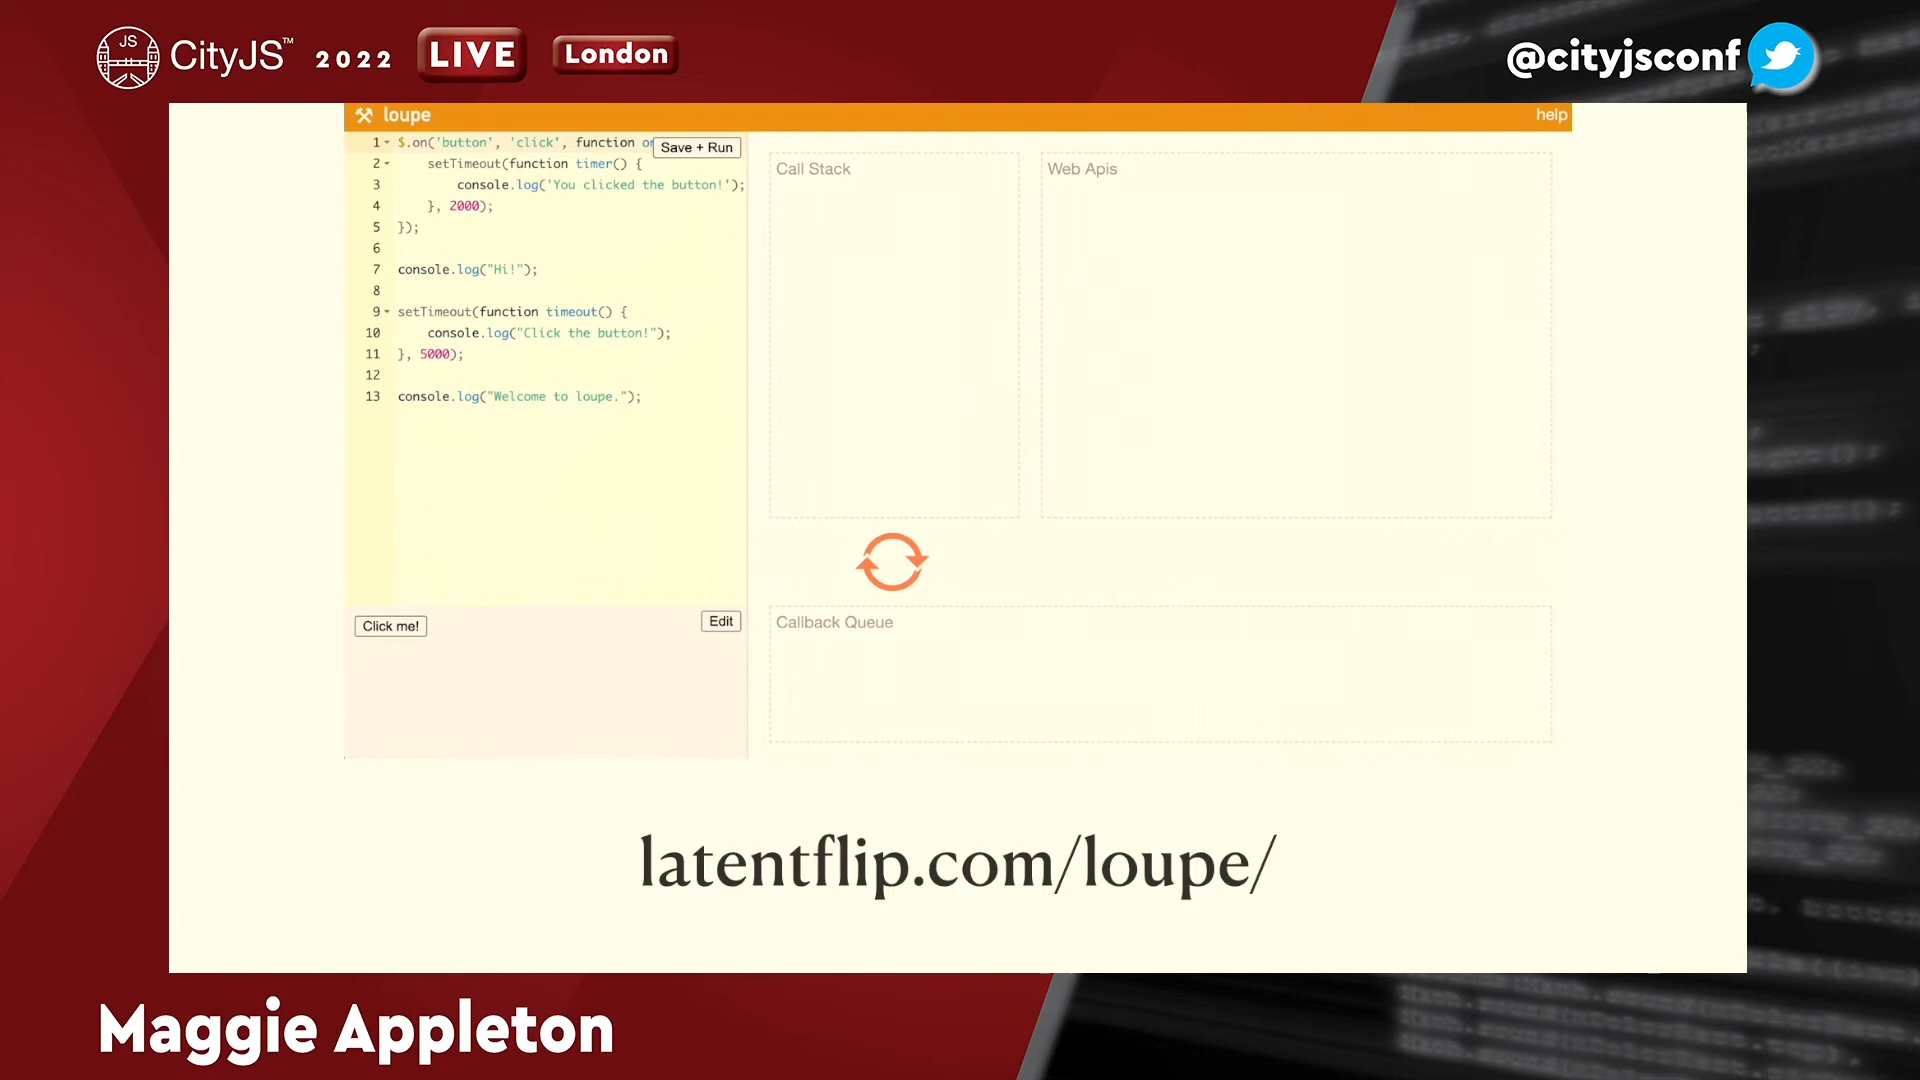 JS
CityJS™ 2022 LIVE London
@cityjsconf
loupe
help
1 $.on('button', 'click', function
Save + Run
2 setTimeout(function timer() {
3 console.log('You clicked the button!');
4 }, 2000);
5 });
6
7 console.log("Hi!");
8
9 setTimeout(function timeout() {
10 console.log("Click the button!");
11 }, 5000);
12
13 console.log("Welcome to loupe.");
Call Stack
Web Apis
Click me!
Edit
Callback Queue
latentflip.com/loupe/
Maggie Appleton